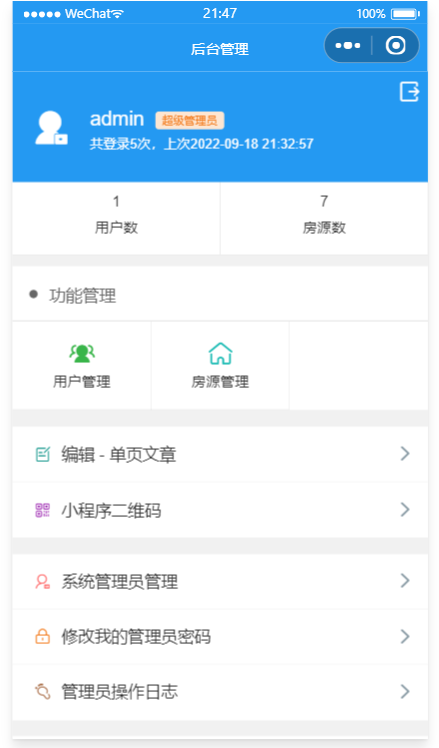 WeChat 21:47 100%
后台管理
admin 超级管理员
共登录5次，上次2022-09-18 21:32:57
1 7
用户数 房源数
功能管理
用户管理 房源管理
编辑 - 单页文章
小程序二维码
系统管理员管理
修改我的管理员密码
管理员操作日志